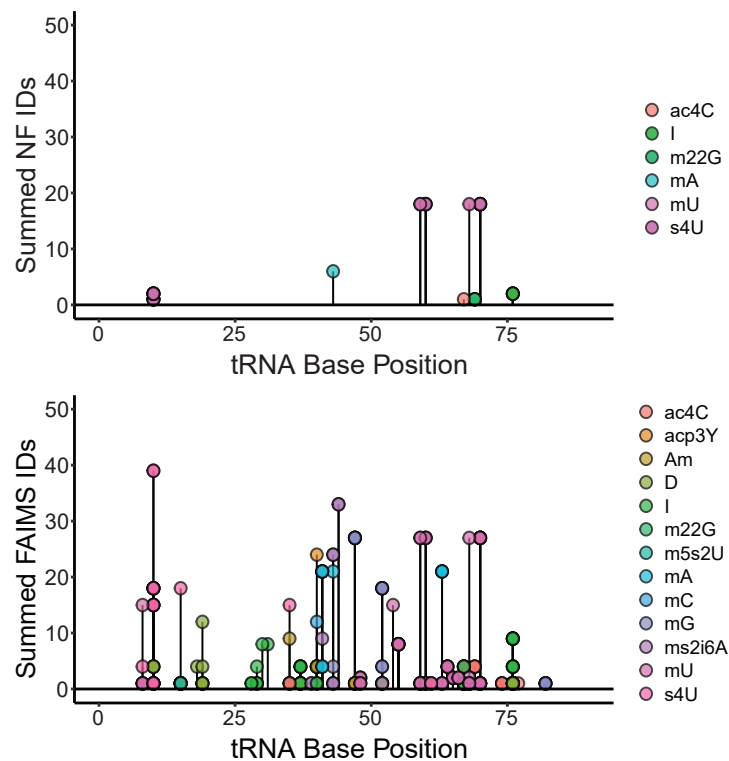 50
40
30
20
10
0
Summed NF IDs
0 25 50 75
tRNA Base Position
ac4C
I
m22G
mA
mU
s4U
50
40
30
20
10
0
Summed FAIMS IDs
0 25 50 75
tRNA Base Position
ac4C
acp3Y
Am
D
I
m22G
m5s2U
mA
mC
mG
ms2i6A
mU
s4U